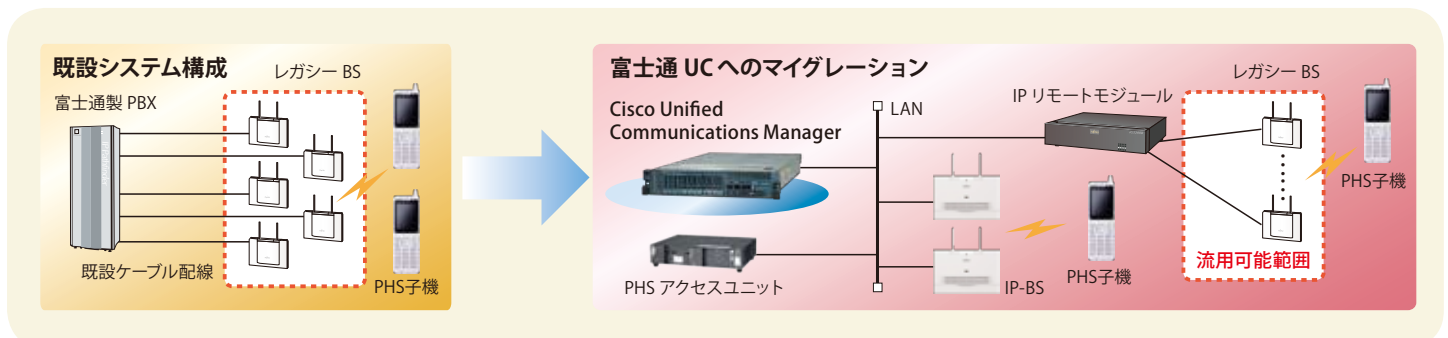 既設システム構成
レガシー BS
富士通製 PBX
既設ケーブル配線
PHS子機
富士通 UC へのマイグレーション
Cisco Unified
Communications Manager
LAN
IP リモートモジュール
レガシー BS
PHS子機
PHS アクセスユニット
IP-BS
PHS子機
流用可能範囲